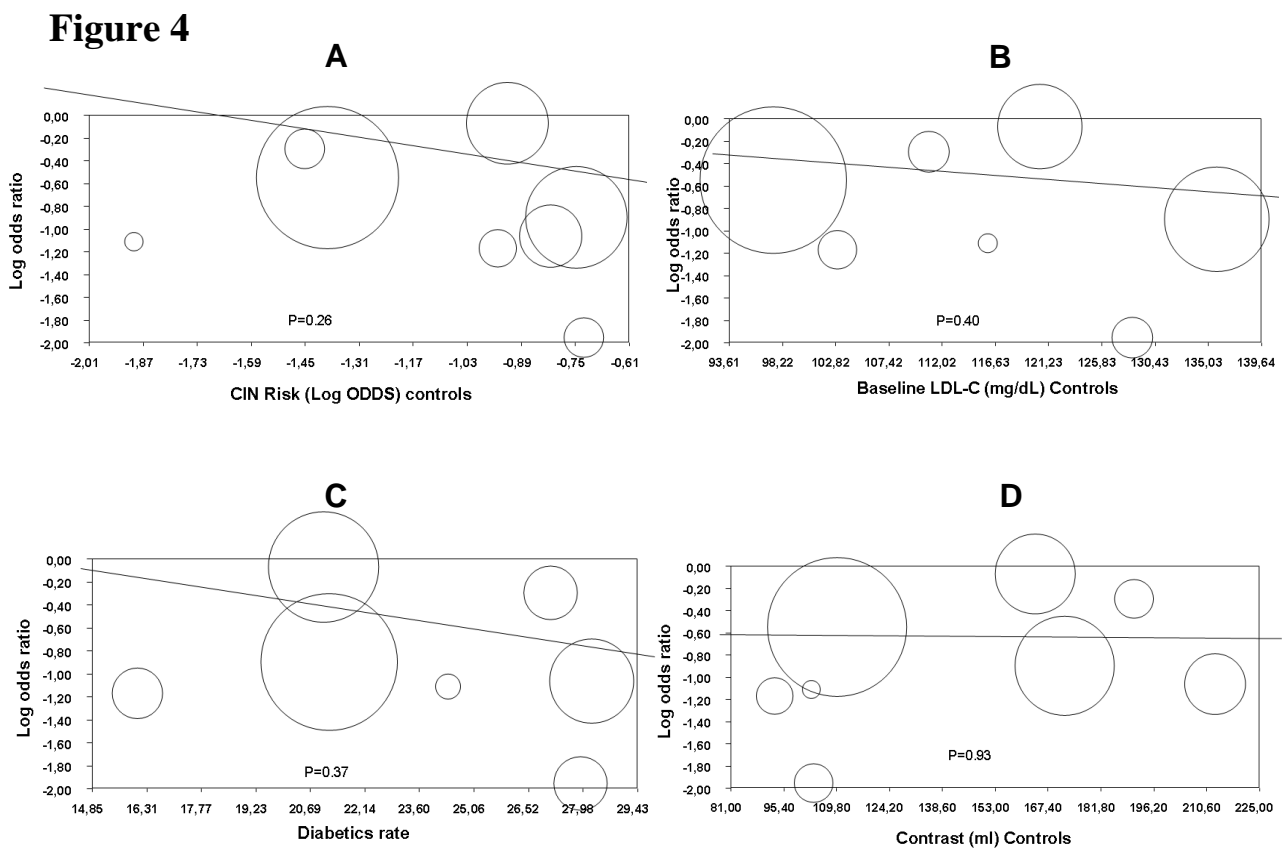 Figure 4
A
Log odds ratio
0,00
-0,20
-0,40
-0,60
-0,80
-1,00
-1,20
-1,40
-1,60
-1,80
-2,00
P=0.26
-2,01 -1,87 -1,73 -1,59 -1,45 -1,31 -1,17 -1,03 -0,89 -0,75 -0,61
CIN Risk (Log ODDS) controls
B
Log odds ratio
0,00
-0,20
-0,40
-0,60
-0,80
-1,00
-1,20
-1,40
-1,60
-1,80
-2,00
P=0.40
93,61 98,22 102,82 107,42 112,02 116,63 121,23 125,83 130,43 135,03 139,64
Baseline LDL-C (mg/dL) Controls
C
Log odds ratio
0,00
-0,20
-0,40
-0,60
-0,80
-1,00
-1,20
-1,40
-1,60
-1,80
-2,00
P=0.37
14,85 16,31 17,77 19,23 20,69 22,14 23,60 25,06 26,52 27,98 29,43
Diabetics rate
D
Log odds ratio
0,00
-0,20
-0,40
-0,60
-0,80
-1,00
-1,20
-1,40
-1,60
-1,80
-2,00
P=0.93
81,00 95,40 109,80 124,20 138,60 153,00 167,40 181,80 196,20 210,60 225,00
Contrast (ml) Controls